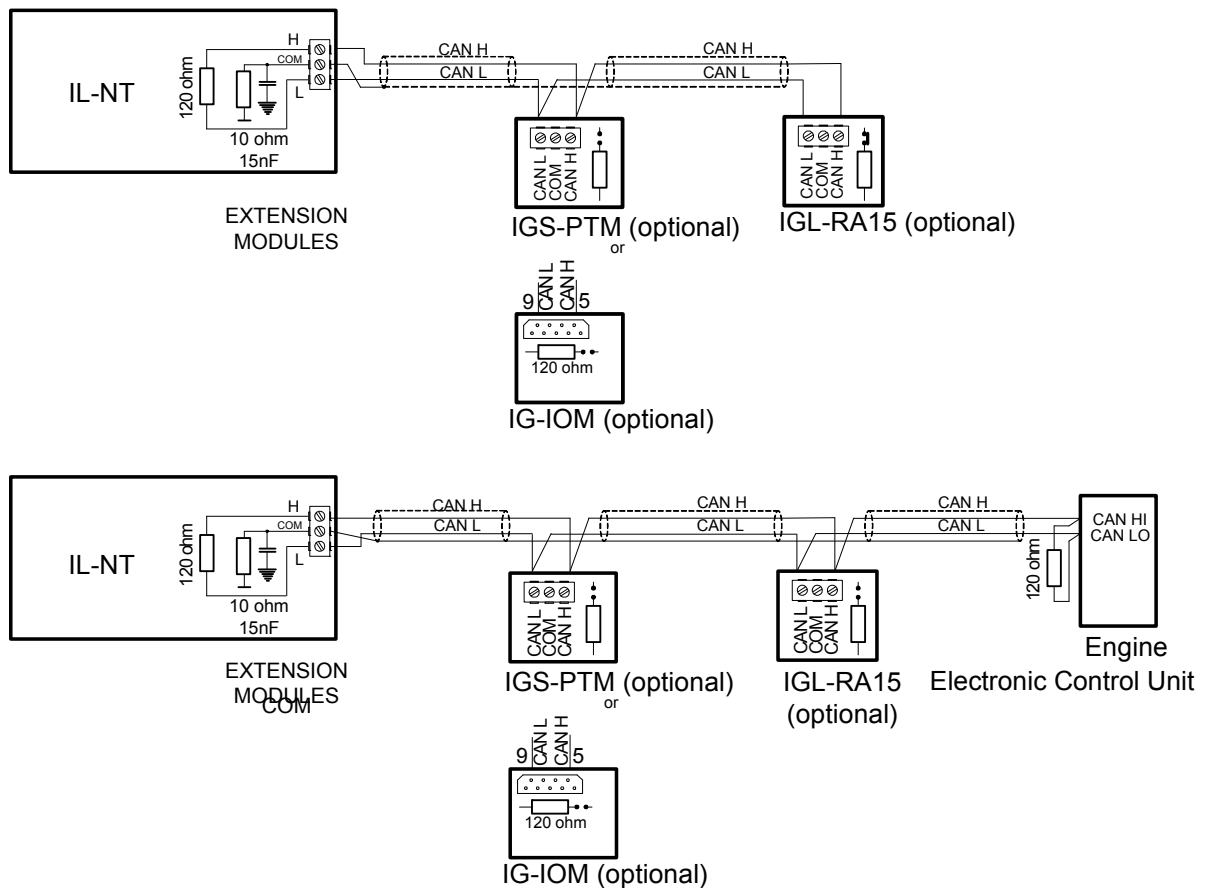 H
CAN H
CAN H
COM
CAN L
CAN L
IL-NT
120 ohm
L
10 ohm
15nF
CAN L
COM
CAN H
CAN L
COM
CAN H
EXTENSION
MODULES
IGS-PTM (optional)
or
IGL-RA15 (optional)
9
CAN L
CAN H
5
120 ohm
IG-IOM (optional)
H
CAN H
CAN H
CAN H
COM
CAN L
CAN L
CAN L
CAN HI
CAN LO
IL-NT
120 ohm
L
120 ohm
10 ohm
15nF
CAN L
COM
CAN H
CAN L
COM
CAN H
Engine
Electronic Control Unit
EXTENSION
MODULES
COM
IGS-PTM (optional)
or
IGL-RA15
(optional)
9
CAN L
CAN H
5
120 ohm
IG-IOM (optional)